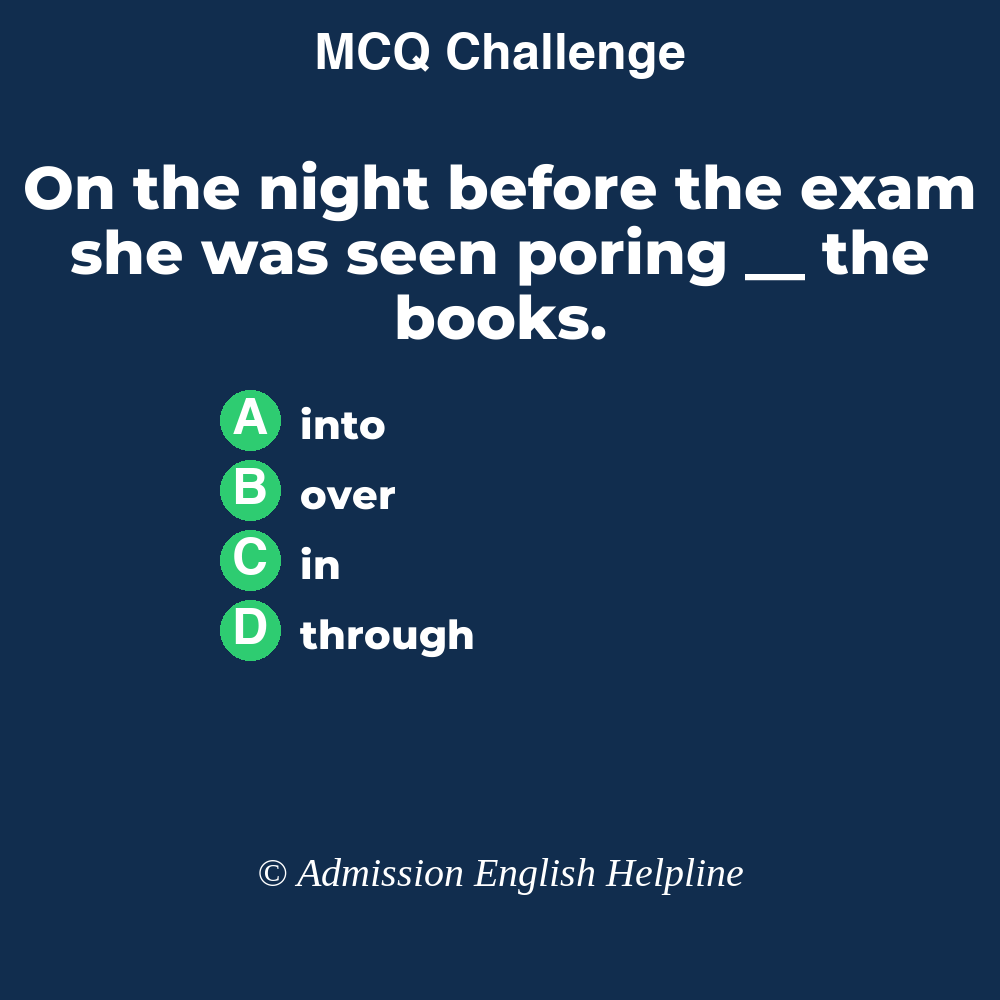 MCQ Challenge
On the night before the exam
she was seen poring __ the
books.
A into
B over
C in
D through
© Admission English Helpline